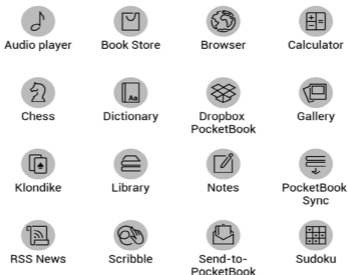 Audio player
Book Store
Browser
Calculator
Chess
Dictionary
Dropbox
PocketBook
Gallery
Klondike
Library
Notes
PocketBook
Sync
RSS News
Scribble
Send-to-
PocketBook
Sudoku
Aa